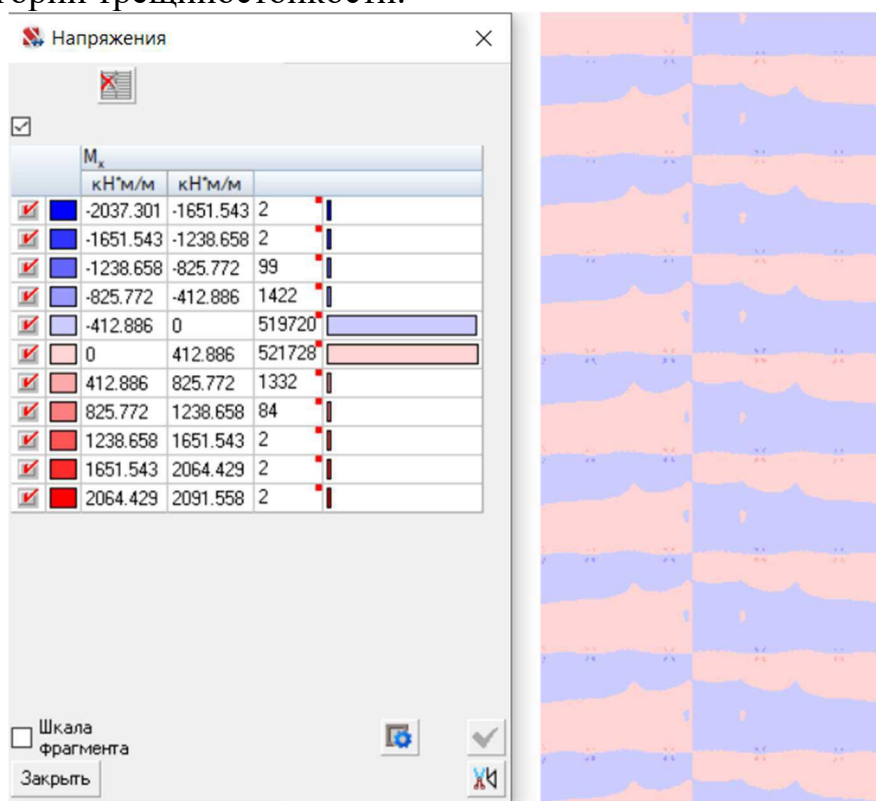 трещиностойкости.
Напряжения
Mx
кН*м/м кН*м/м
-2037.301 -1651.543 2
-1651.543 -1238.658 2
-1238.658 -825.772 99
-825.772 -412.886 1422
-412.886 0 519720
0 412.886 521728
412.886 825.772 1332
825.772 1238.658 84
1238.658 1651.543 2
1651.543 2064.429 2
2064.429 2091.558 2
Шкала
фрагмента
Закрыть